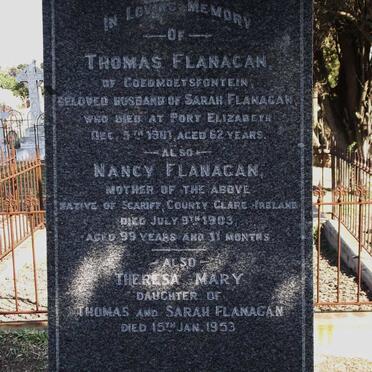 IN LOVING MEMORY
OF
THOMAS FLANAGAN,
OF GOEDMOETSFONTEIN,
BELOVED HUSBAND OF SARAH FLANAGAN,
WHO DIED AT PORT ELIZABETH
DEC. 5TH 1901, AGED 62 YEARS.
ALSO
NANCY FLANAGAN,
MOTHER OF THE ABOVE
NATIVE OF SCARIFF, COUNTY CLARE IRELAND
DIED JULY 9TH 1903,
AGED 99 YEARS AND 11 MONTHS
ALSO
THERESA MARY
DAUGHTER OF
THOMAS AND SARAH FLANAGAN
DIED 15TH JAN. 1953